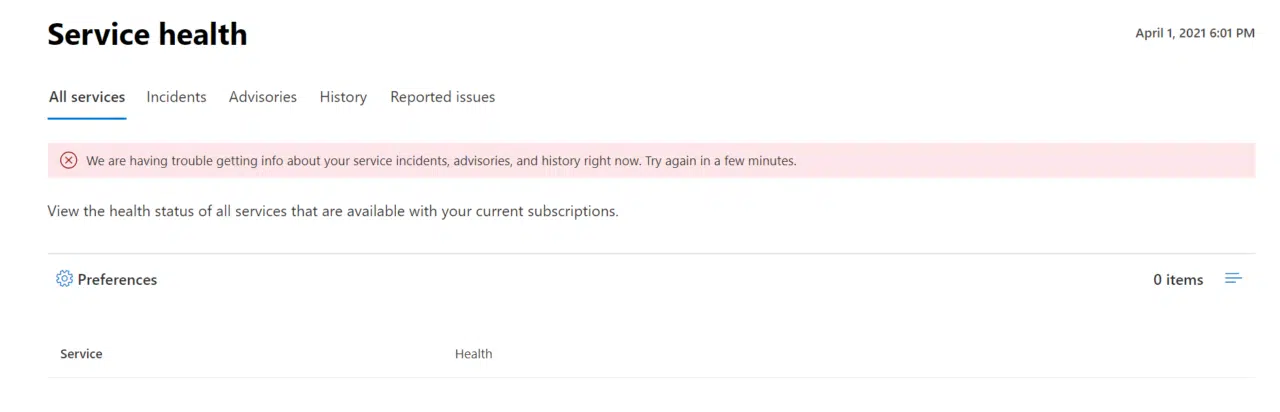 Service health
April 1, 2021 6:01 PM
All services Incidents Advisories History Reported issues
We are having trouble getting info about your service incidents, advisories, and history right now. Try again in a few minutes.
View the health status of all services that are available with your current subscriptions.
Preferences 0 items
Service Health